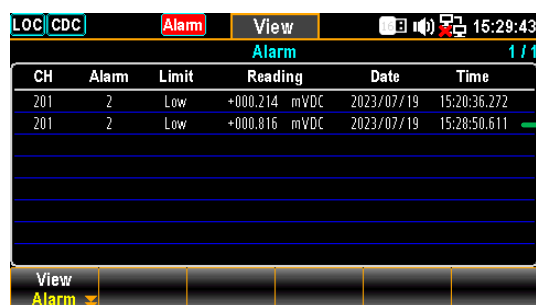 LOC CDC Alarm View 15:29:43
Alarm 1/1
CH Alarm Limit Reading Date Time
201 2 Low +000.214 mVDC 2023/07/19 15:20:36.272
201 2 Low +000.816 mVDC 2023/07/19 15:28:50.611
View
Alarm